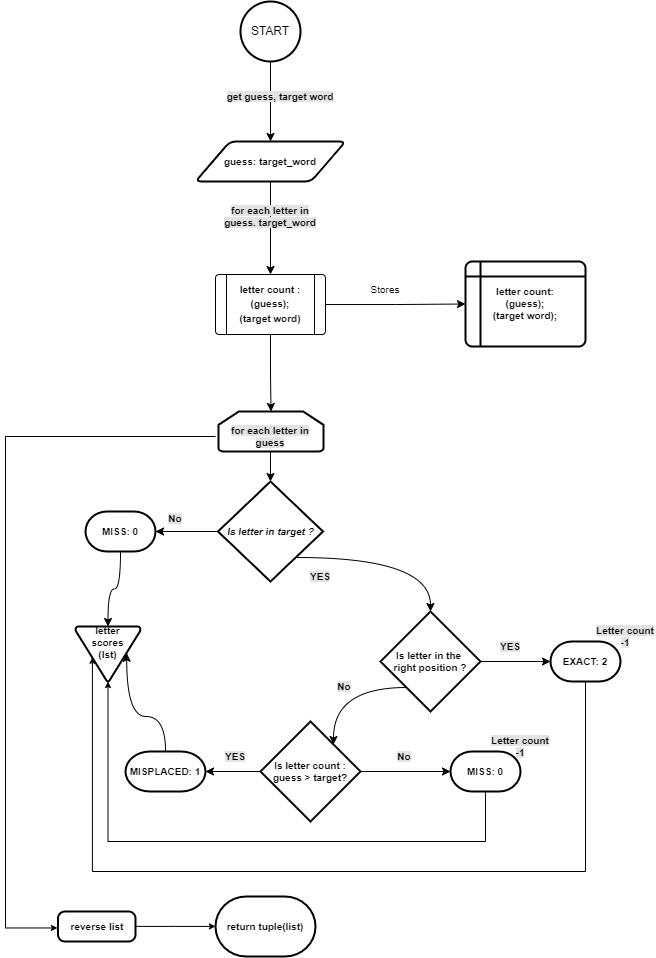 START
get guess, target word
guess: target_word
for each letter in
guess. target_word
letter count :
(guess);
(target word)
Stores
letter count:
(guess);
(target word);
for each letter in
guess
Is letter in target ?
No
MISS: 0
YES
letter
scores
(lst)
Is letter in the
right position ?
YES
Letter count
-1
EXACT: 2
No
Is letter count :
guess > target?
YES
MISPLACED: 1
No
Letter count
-1
MISS: 0
reverse list
return tuple(list)